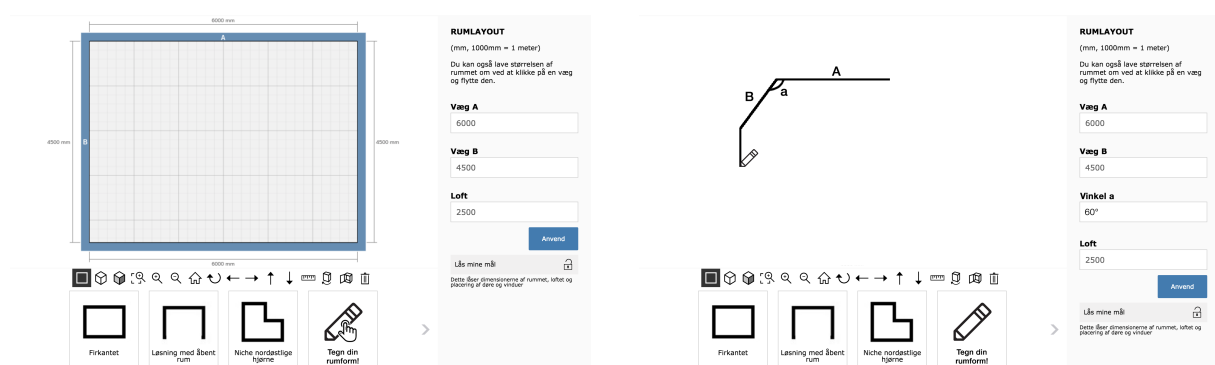 6000 mm
A
4500 mm
B
4500 mm
6000 mm
RUMLAYOUT
(mm, 1000mm = 1 meter)
Du kan også lave størrelsen af
rummet om ved at klikke på en væg
og flytte den.
Væg A
6000
Væg B
4500
Loft
2500
Anvend
Lås mine mål
Dette låser dimensionerne af rummet, loftet og
placering af døre og vinduer
Firkantet
Løsning med åbent
rum
Niche nordøstlige
hjørne
Tegn din
rumform!
A
B
a
RUMLAYOUT
(mm, 1000mm = 1 meter)
Du kan også lave størrelsen af
rummet om ved at klikke på en væg
og flytte den.
Væg A
6000
Væg B
4500
Vinkel a
60°
Loft
2500
Anvend
Lås mine mål
Dette låser dimensionerne af rummet, loftet og
placering af døre og vinduer
Firkantet
Løsning med åbent
rum
Niche nordøstlige
hjørne
Tegn din
rumform!